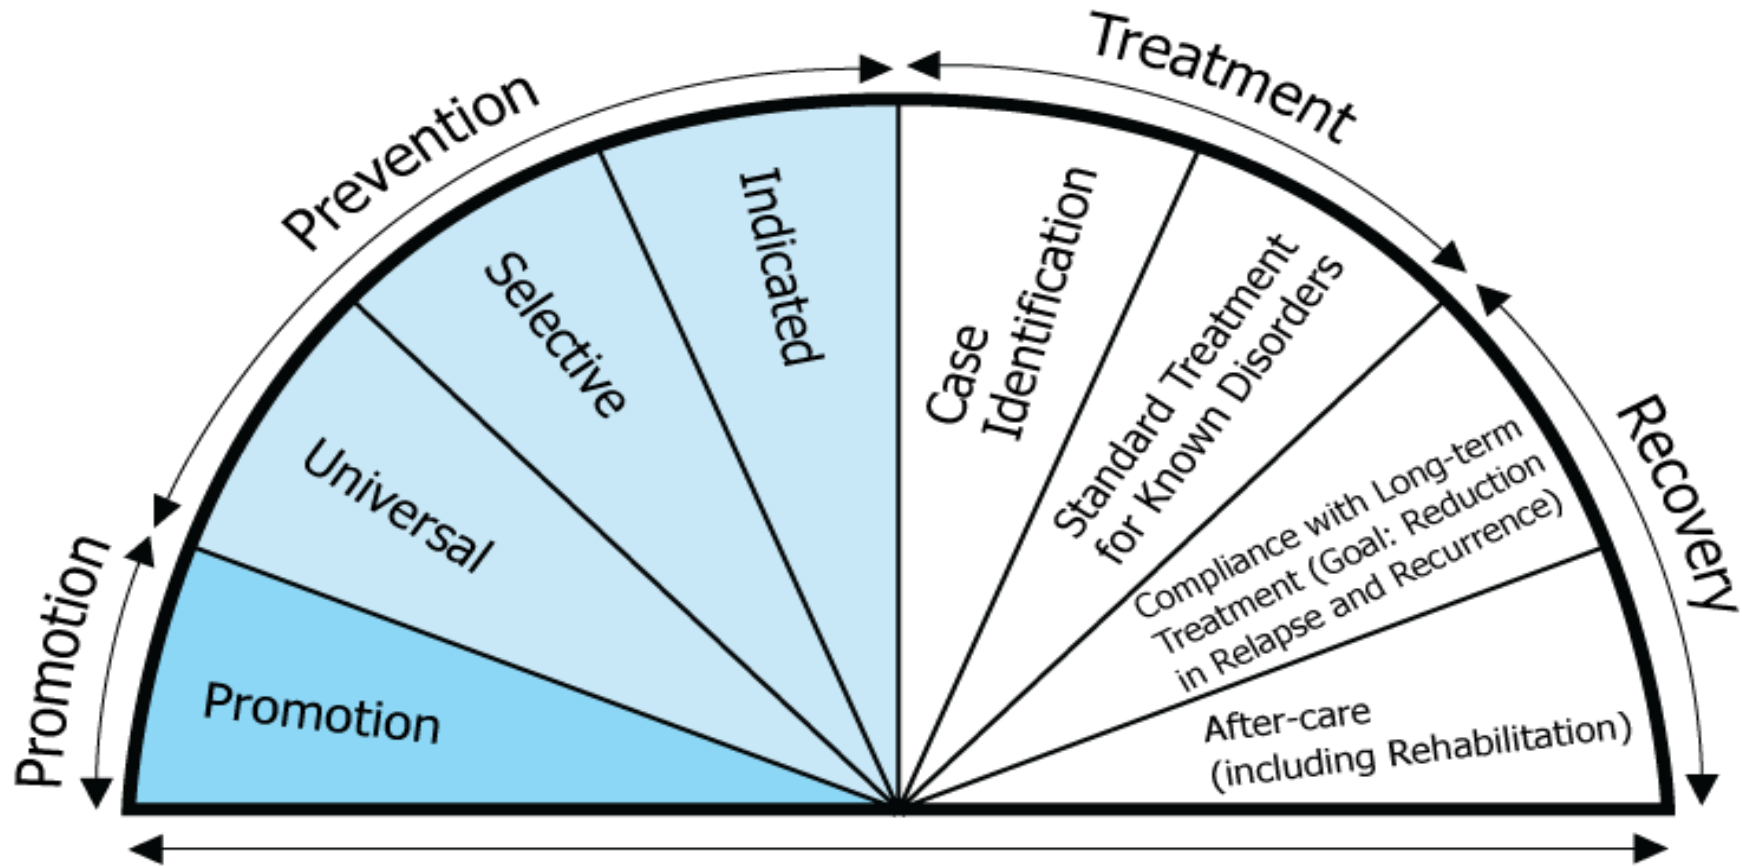 Promotion
Prevention
Treatment
Recovery
Promotion
Universal
Selective
Indicated
Case
Identification
Standard Treatment
for Known Disorders
Compliance with Long-term
Treatment (Goal: Reduction
in Relapse and Recurrence)
After-care
(including Rehabilitation)